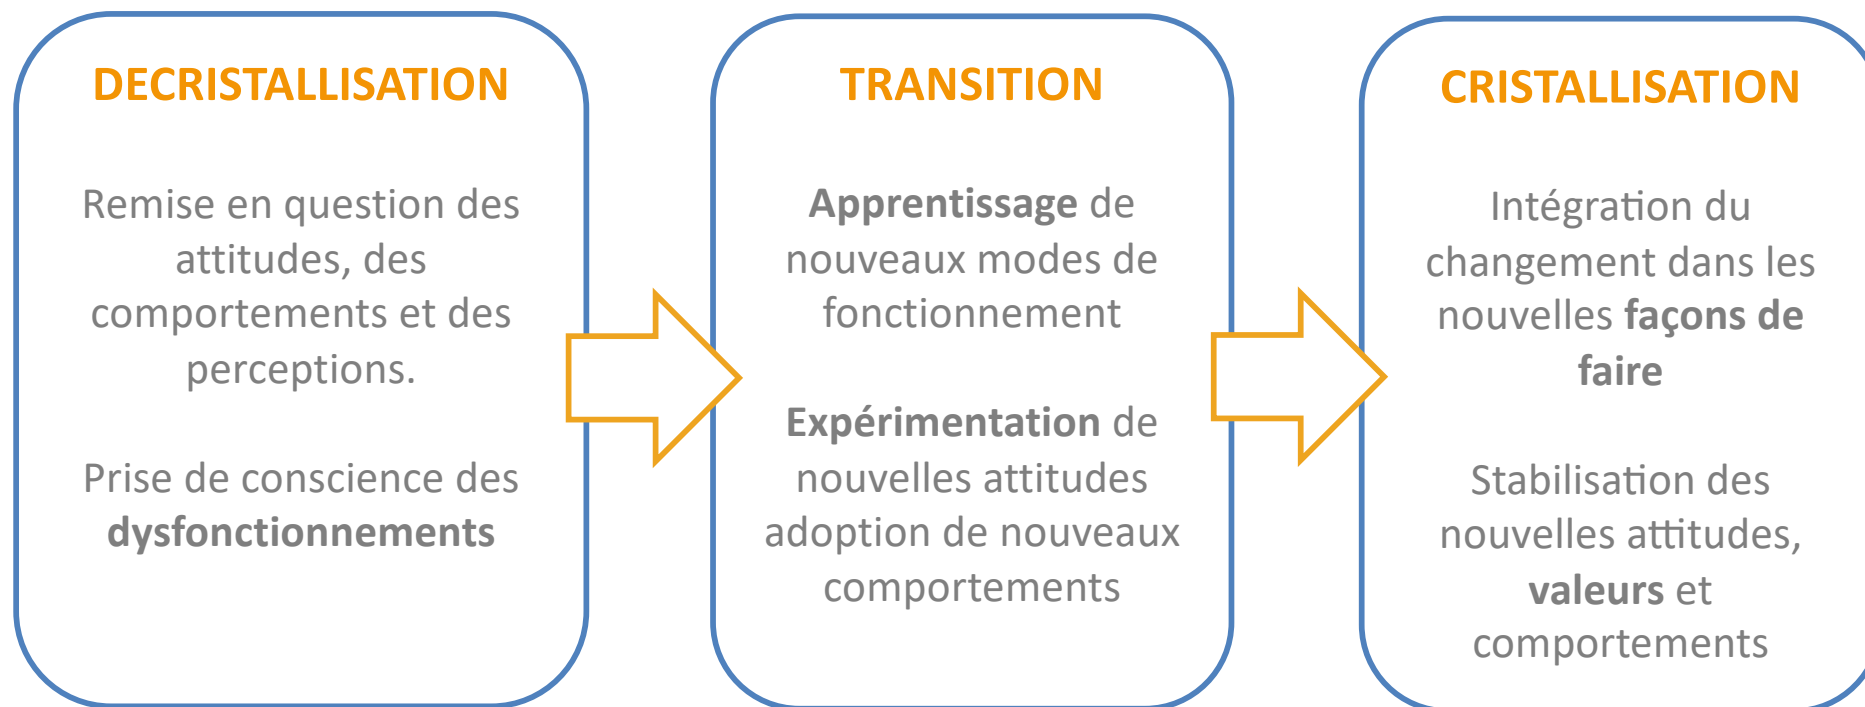 DECRISTALLISATION
Remise en question des
attitudes, des
comportements et des
perceptions.
Prise de conscience des
dysfonctionnements
TRANSITION
Apprentissage de
nouveaux modes de
fonctionnement
Expérimentation de
nouvelles attitudes
adoption de nouveaux
comportements
CRISTALLISATION
Intégration du
changement dans les
nouvelles façons de
faire
Stabilisation des
nouvelles attitudes,
valeurs et
comportements